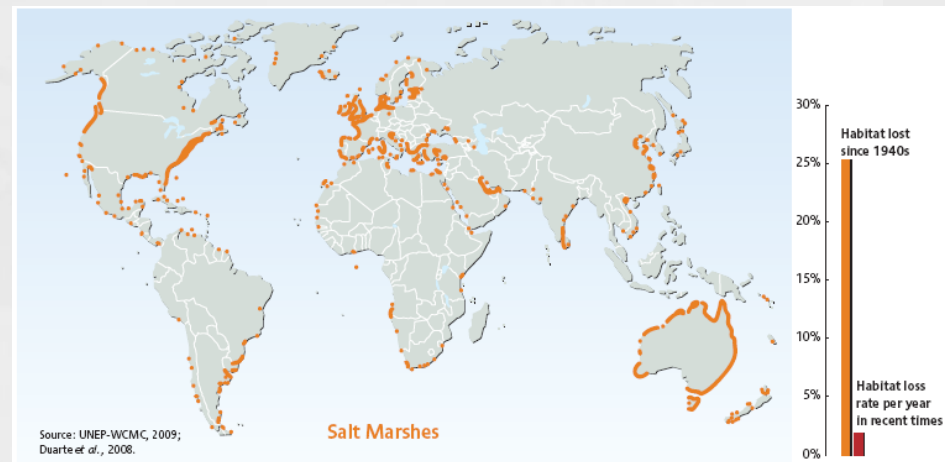 30%
Habitat lost
since 1940s
25%
20%
15%
10%
Habitat loss
rate per year
in recent times
5%
0%
Salt Marshes
Source: UNEP-WCMC, 2009;
Duarte et al., 2008.